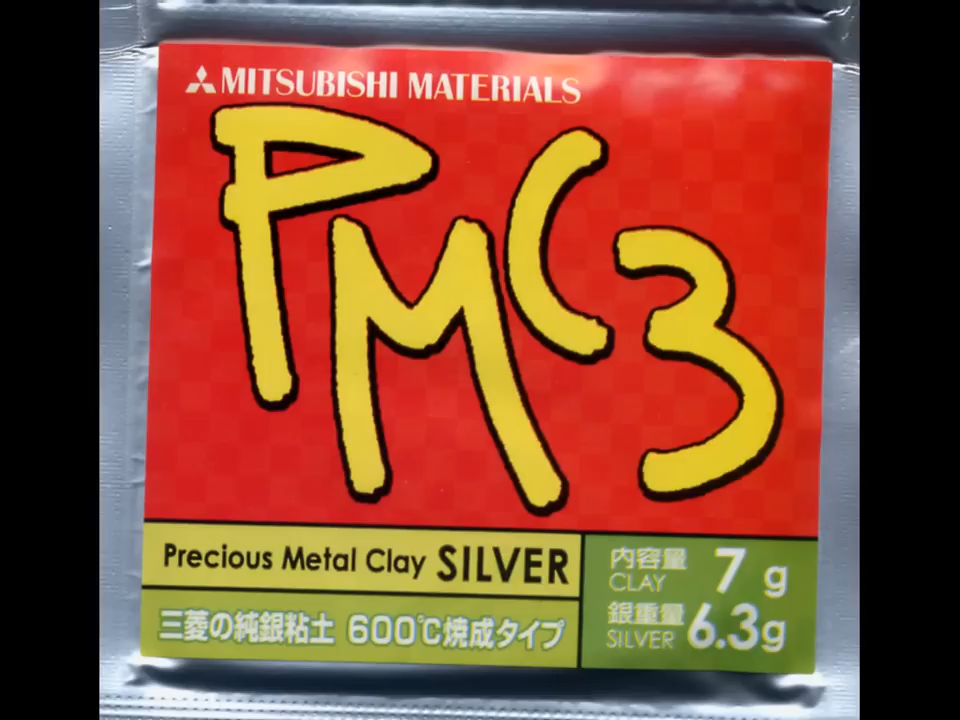 MITSUBISHI MATERIALS
PMC3
Precious Metal Clay SILVER
三菱の純銀粘土 600℃焼成タイプ
内容量
CLAY 7 g
銀重量
SILVER 6.3g